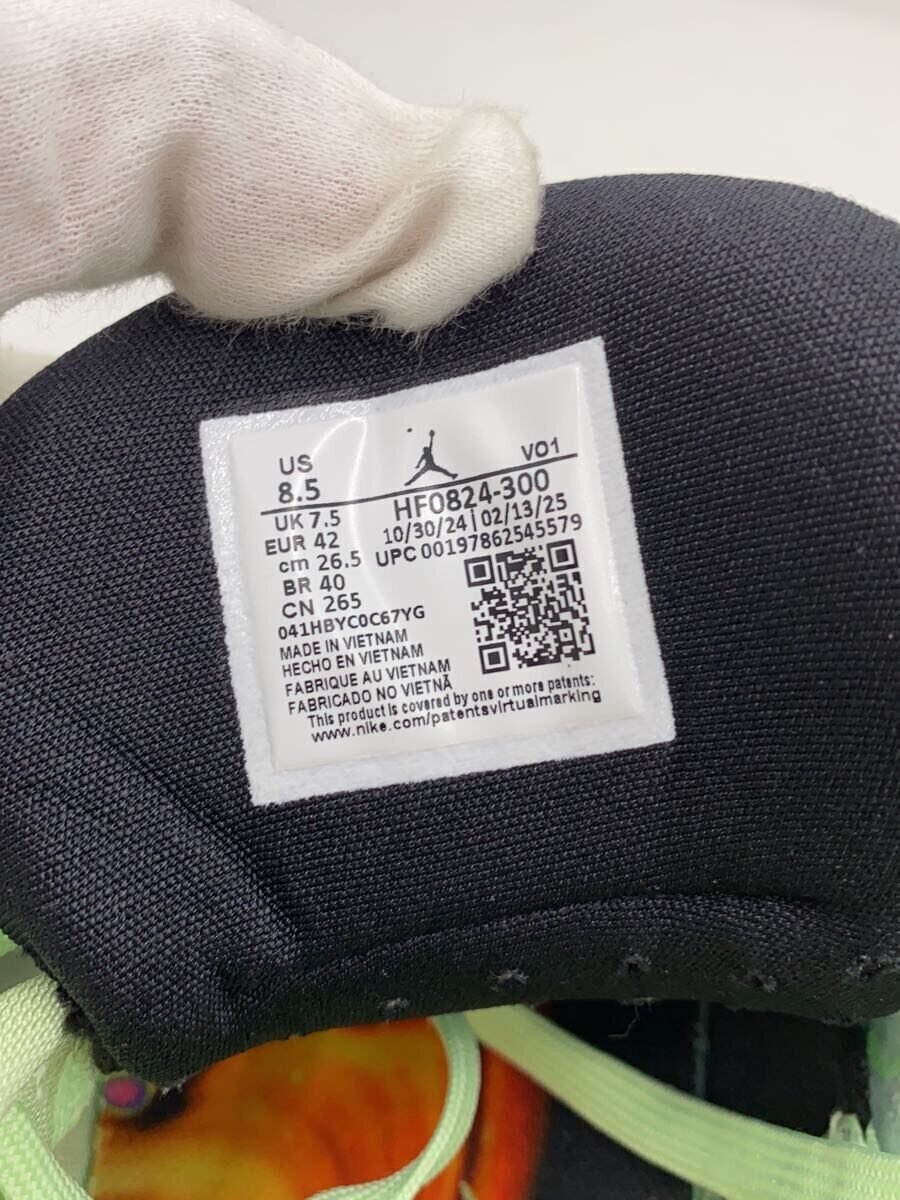 US
8.5
VO1
UK 7.5
EUR 42
cm 26.5
BR 40
CN 265
HF0824-300
10/30/24 | 02/13/25
UPC 00197862545579
041HBYC0C67YG
MADE IN VIETNAM
HECHO EN VIETNAM
FABRIQUE AU VIETNAM
FABRICADO NO VIETNÃ
This product is covered by one or more patents:
www.nike.com/patentsvirtualmarking